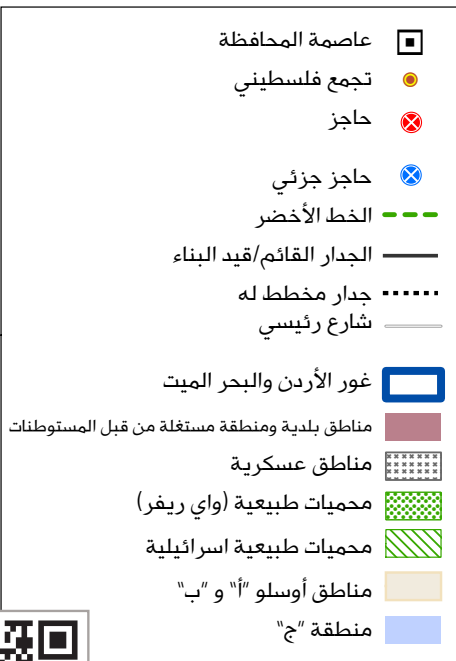 عاصمة المحافظة
تجمع فلسطيني
حاجز
حاجز جزئي
الخط الأخضر
الجدار القائم/قيد البناء
جدار مخطط له
شارع رئيسي
غور الأردن والبحر الميت
مناطق بلدية ومنطقة مستغلة من قبل المستوطنات
مناطق عسكرية
محميات طبيعية (واي ريفر)
محميات طبيعية اسرائيلية
مناطق أوسلو "أ" و "ب"
منطقة "ج"